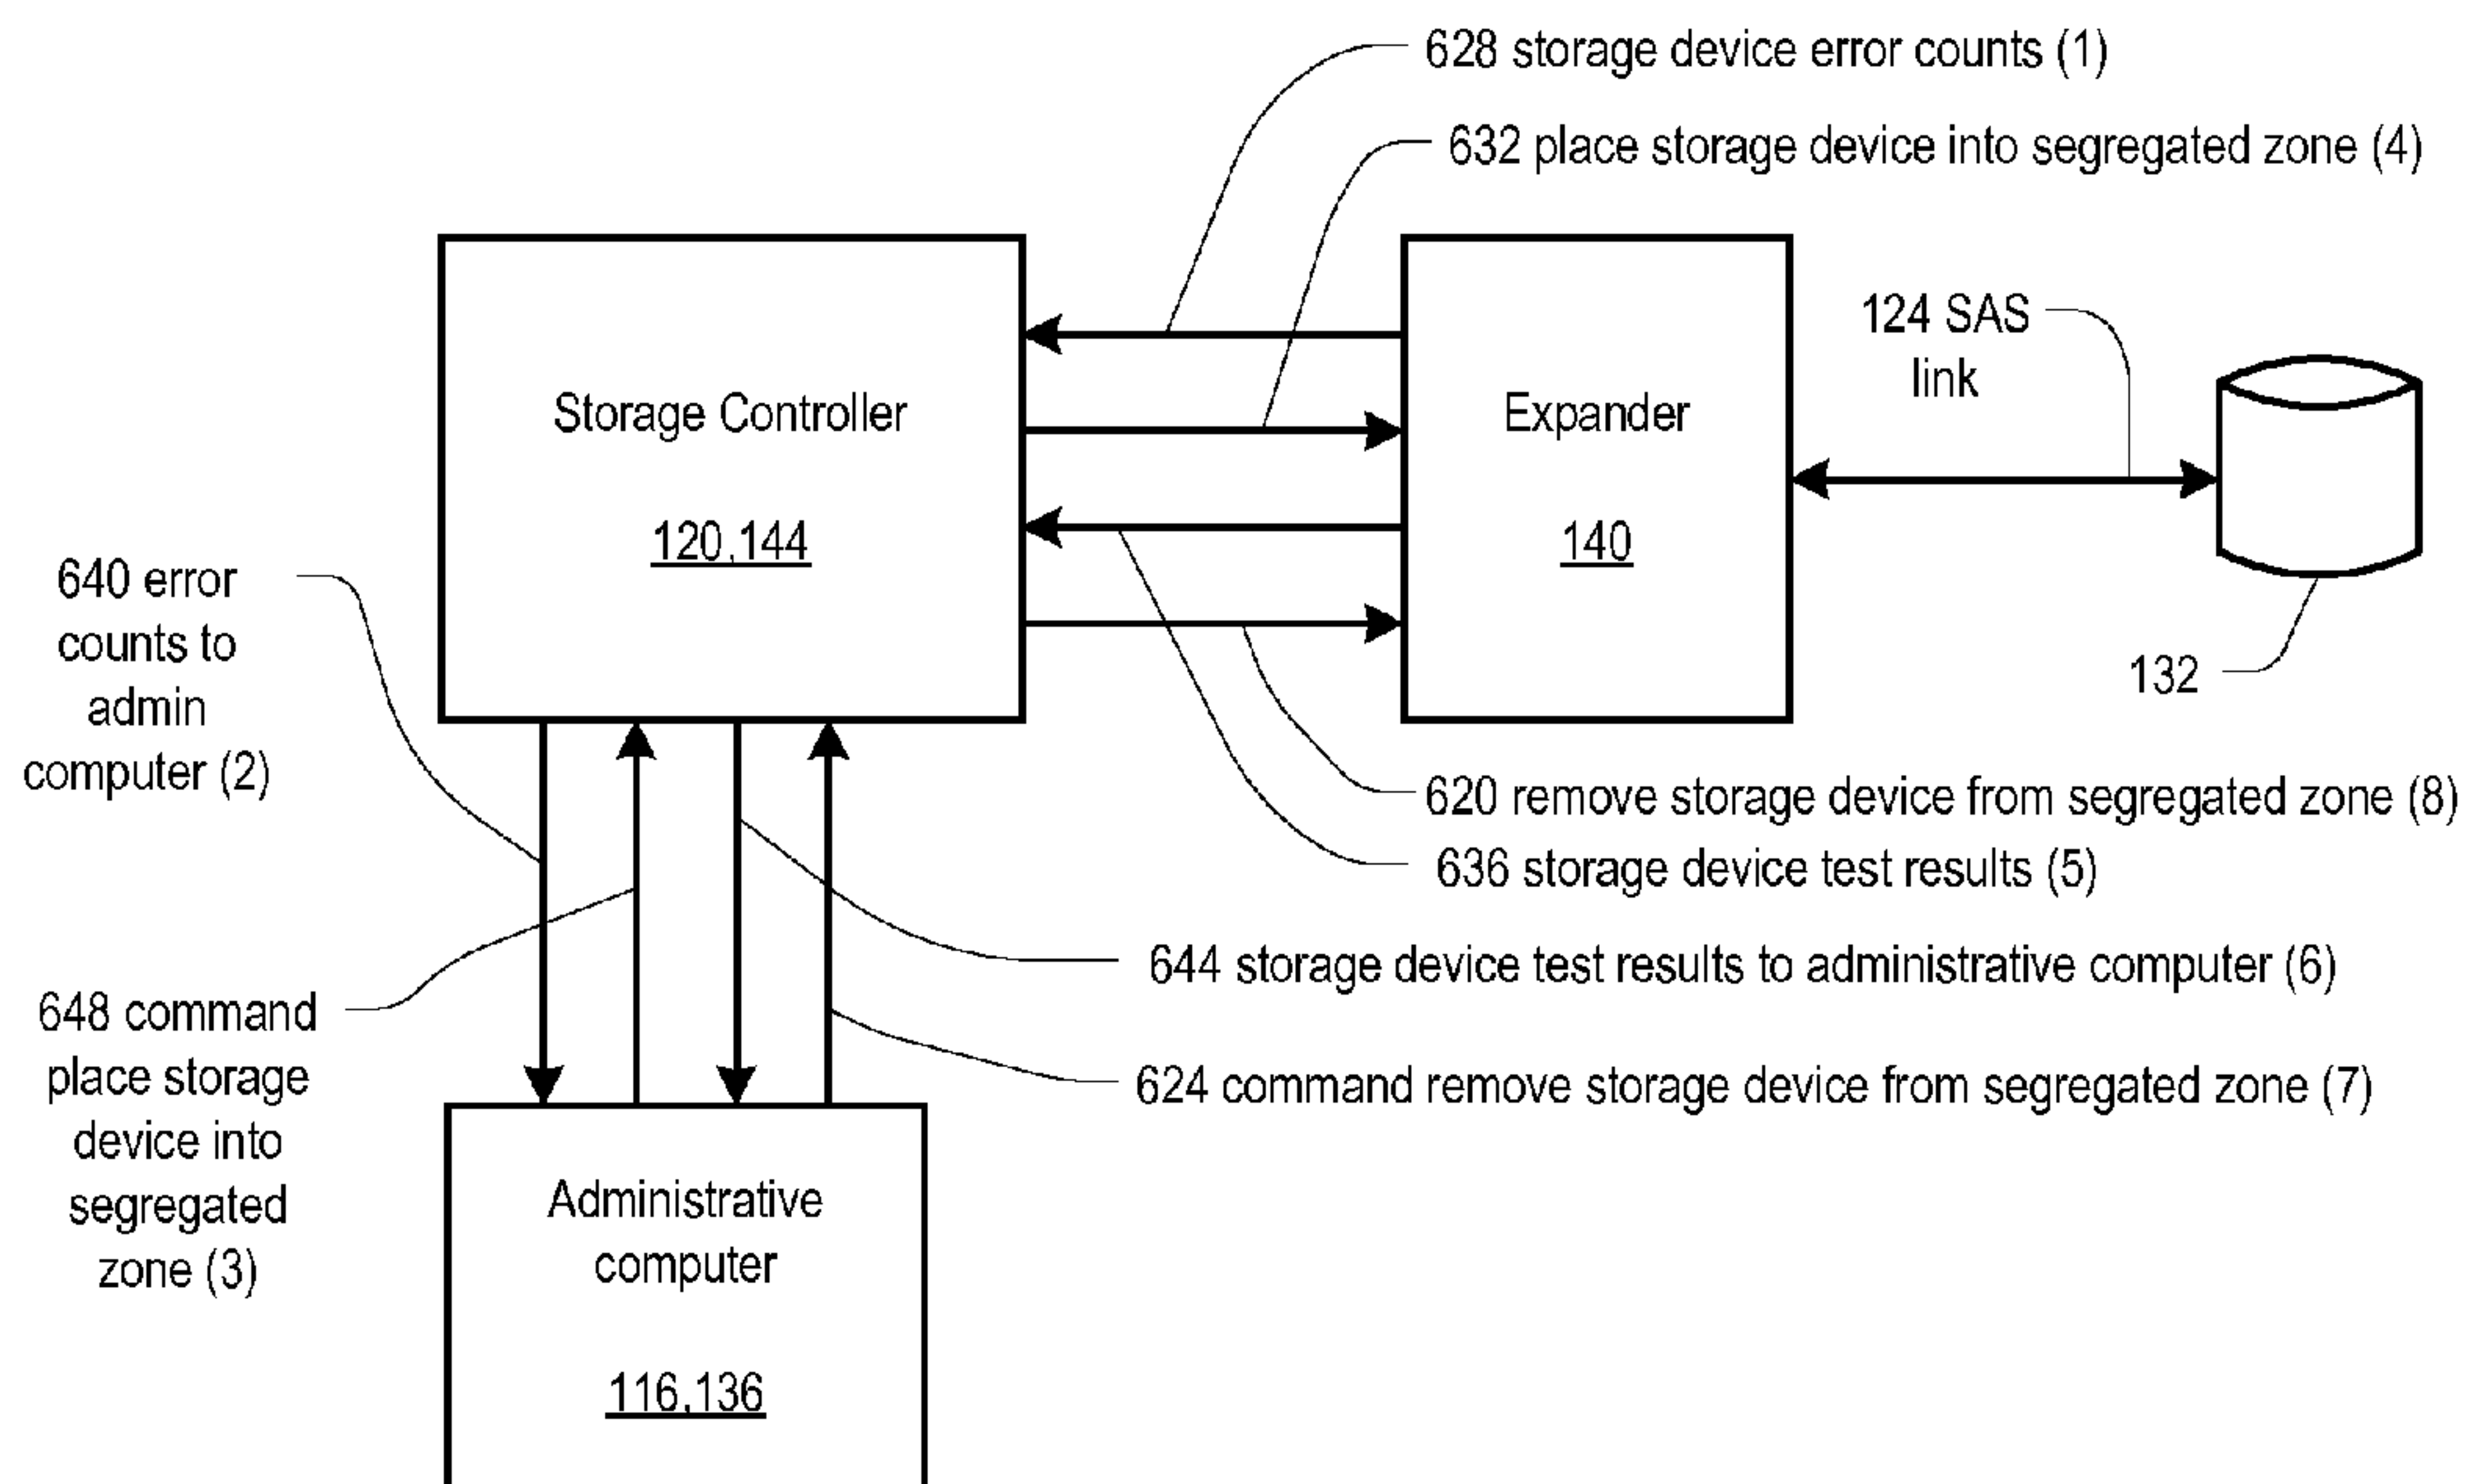 628 storage device error counts (1)
632 place storage device into segregated zone (4)
124 SAS
link
Storage Controller
120,144
Expander
140
132
640 error
counts to
admin
computer (2)
620 remove storage device from segregated zone (8)
636 storage device test results (5)
644 storage device test results to administrative computer (6)
648 command
place storage
device into
segregated
zone (3)
624 command remove storage device from segregated zone (7)
Administrative
computer
116,136